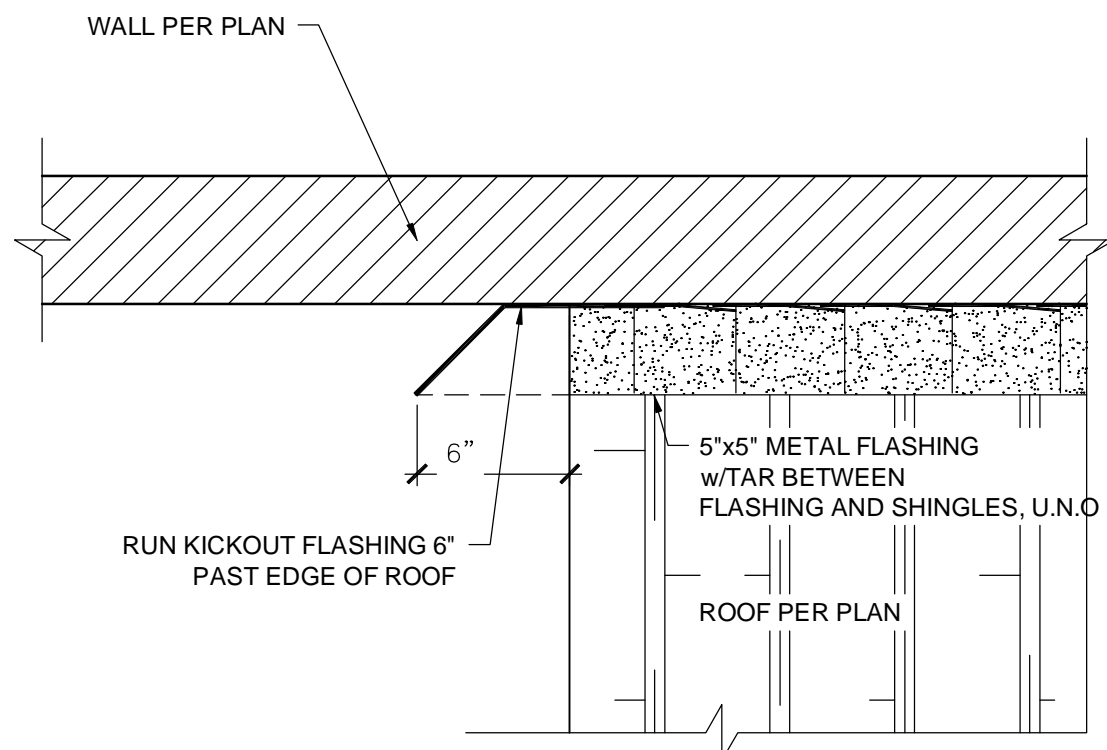 WALL PER PLAN
6”
5"x5" METAL FLASHING
w/TAR BETWEEN
FLASHING AND SHINGLES, U.N.O
RUN KICKOUT FLASHING 6"
PAST EDGE OF ROOF
ROOF PER PLAN